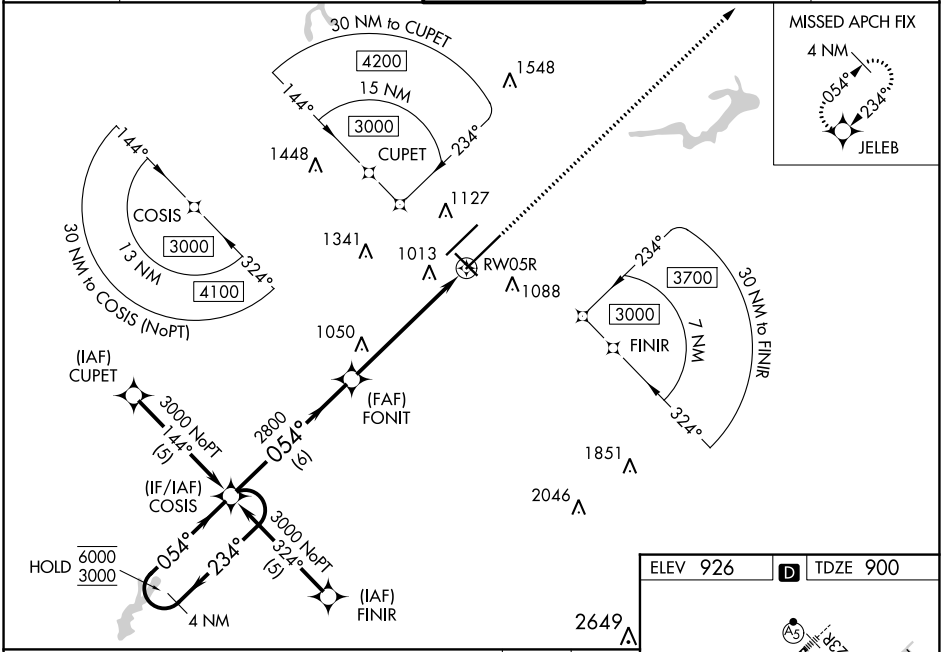 30 NM to CUPET
4200
15 NM
3000
144°
234°
CUPET
1548
1448
1127
MISSED APCH FIX
4 NM
054°
234°
JELEB
144°
COSIS
3000
13 NM
4100
324°
30 NM to COSIS (NoPT)
1341
1013
RW05R
1088
234°
3700
3000
30 NM to FINIR
7 NM
FINIR
324°
1050
(IAF)
CUPET
3000 NoPT
144°
(5)
(FAF)
FONIT
2800
054°
(6)
(IF/IAF)
COSIS
1851
2046
054°
234°
3000 NoPT
324°
(5)
HOLD
6000
3000
4 NM
(IAF)
FINIR
2649
ELEV 926
D
TDZE 900
A5
23R